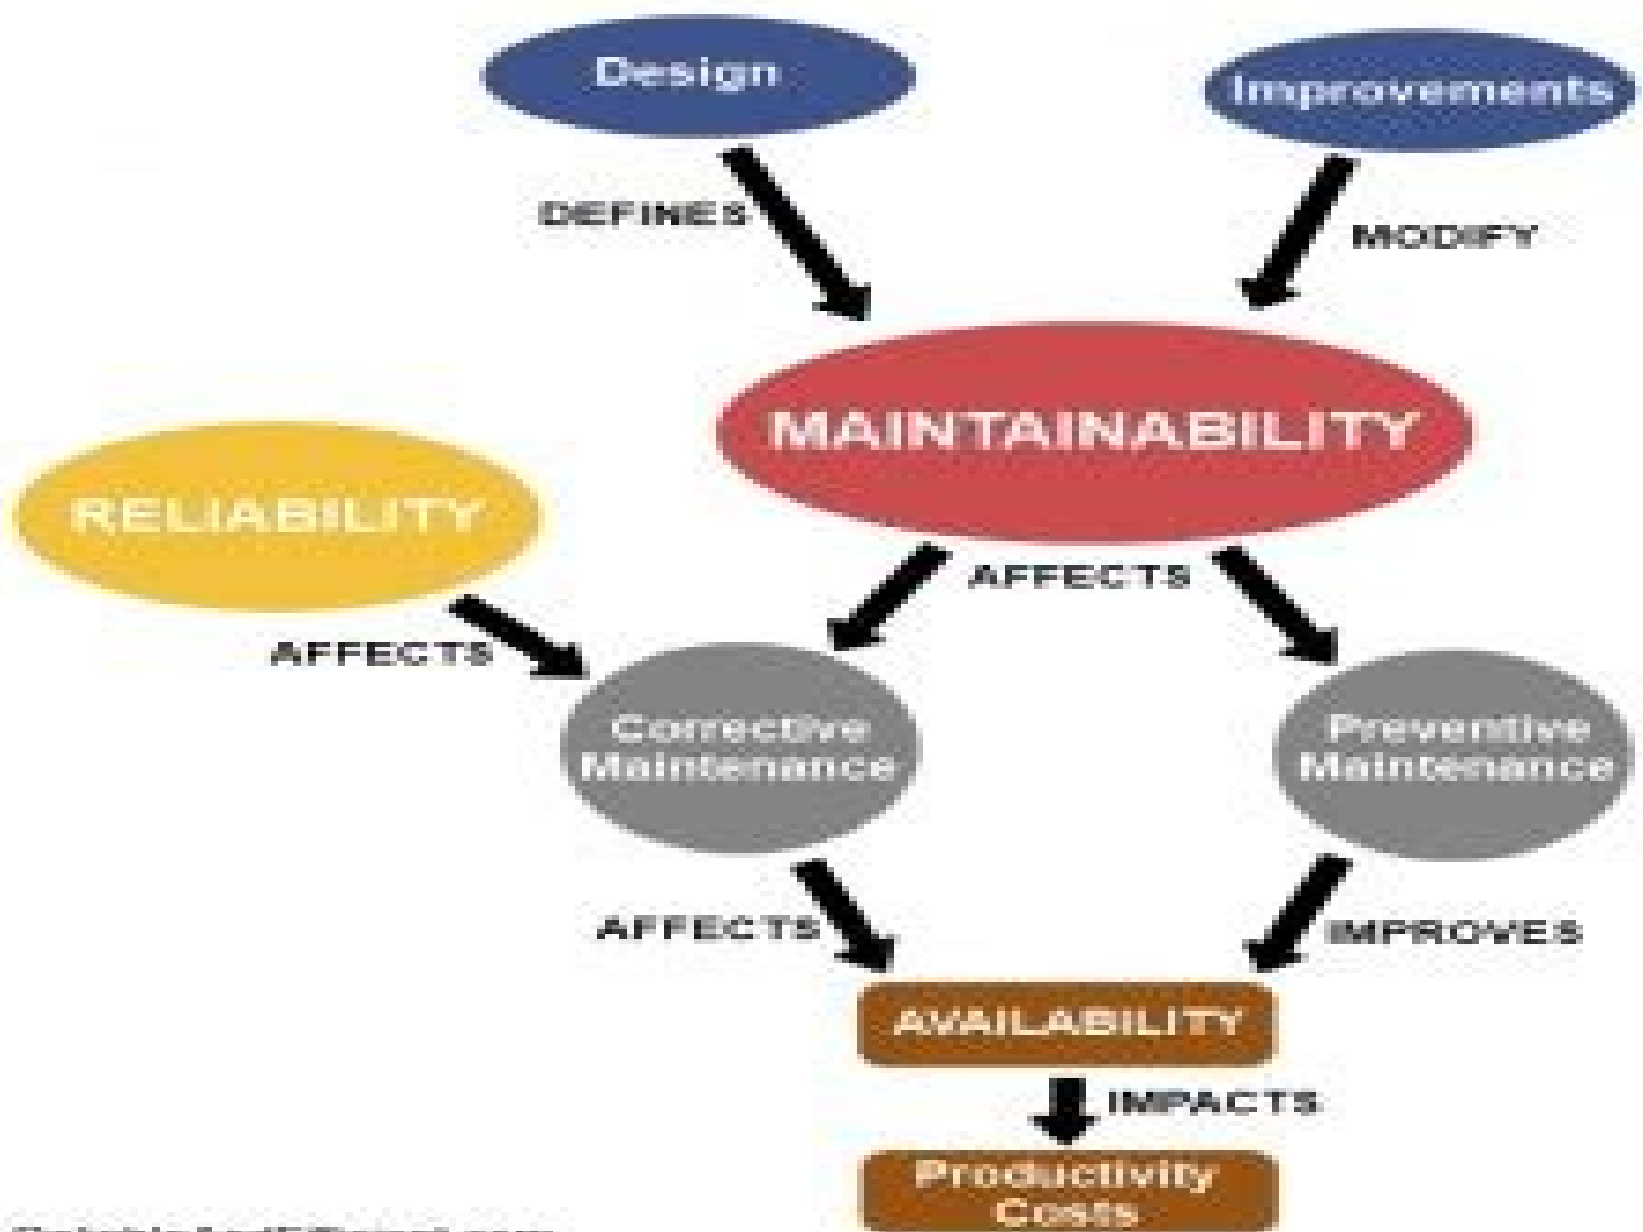 Design
Improvements
DEFINES
MODIFY
MAINTAINABILITY
RELIABILITY
AFFECTS
AFFECTS
Corrective
Maintenance
Preventive
Maintenance
AFFECTS
IMPROVES
AVAILABILITY
IMPACTS
Productivity
Costs